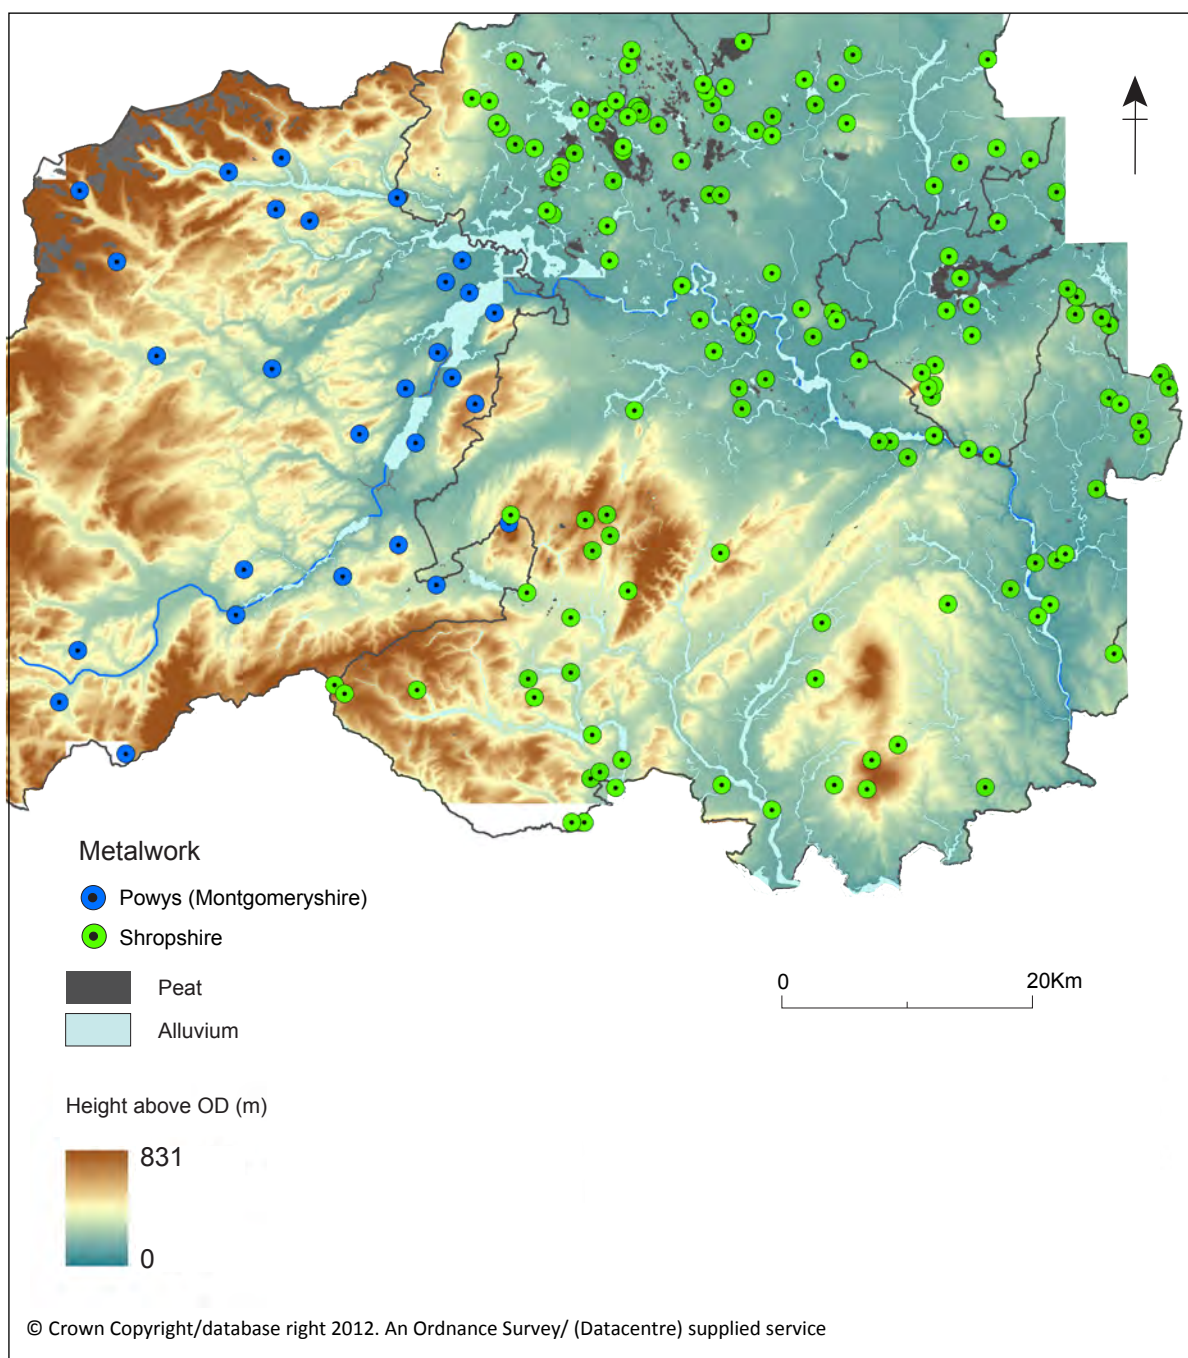 Metalwork
Powys (Montgomeryshire)
Shropshire
Peat
Alluvium
0 20Km
Height above OD (m)
831
0
© Crown Copyright/database right 2012. An Ordnance Survey/ (Datacentre) supplied service